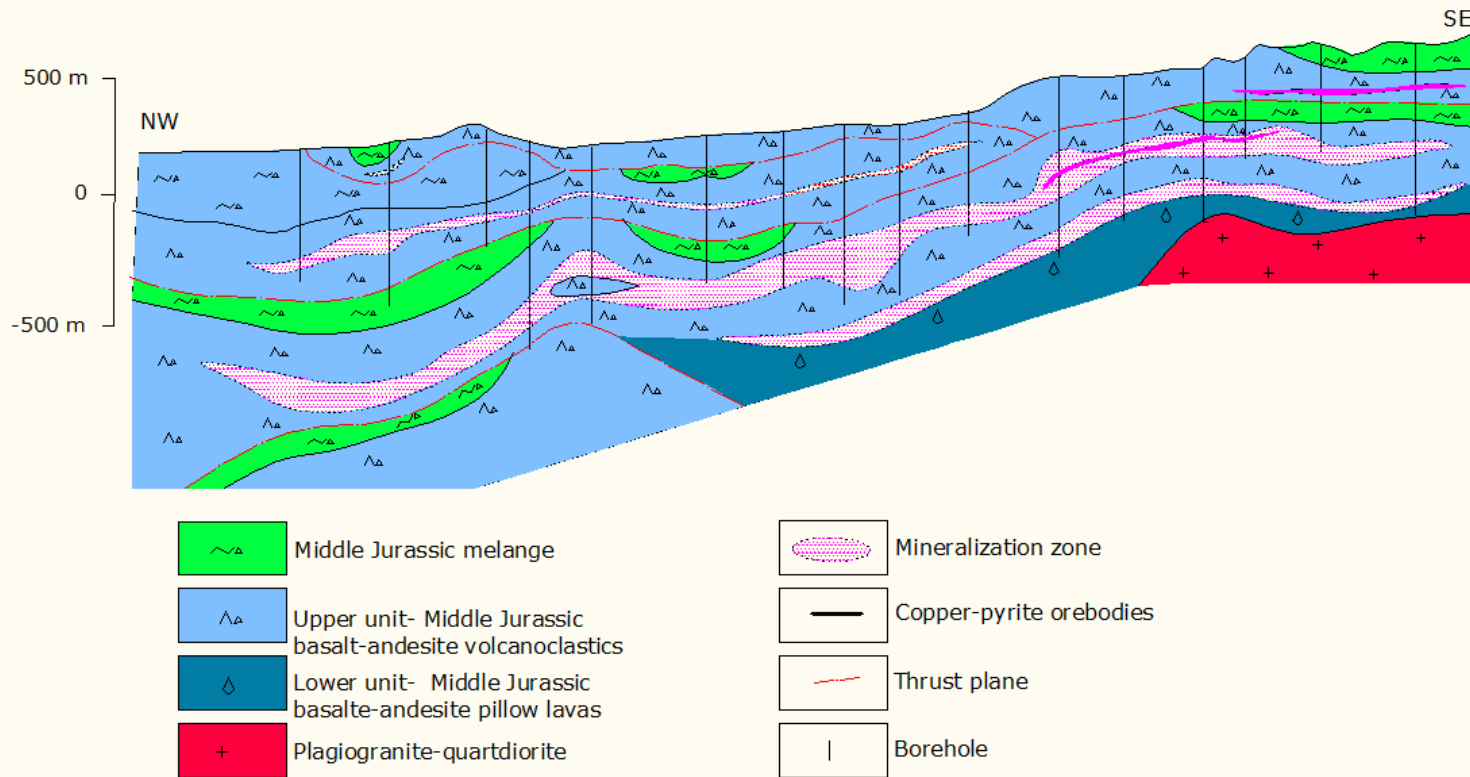 SE
500 m
NW
0
-500 m
Middle Jurassic melange
Upper unit- Middle Jurassic
basalt-andesite volcanoclastics
Lower unit- Middle Jurassic
basalte-andesite pillow lavas
Plagiogranite-quartdiorite
Mineralization zone
Copper-pyrite orebodies
Thrust plane
Borehole